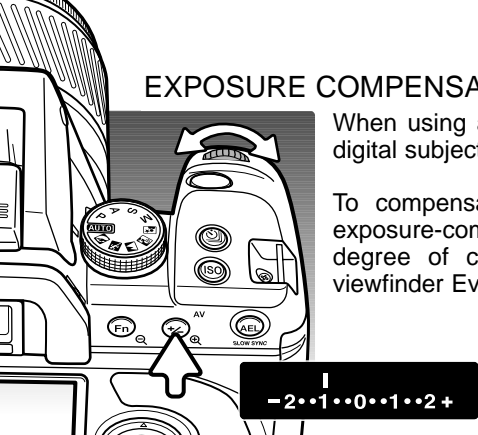 EXPOSURE COMPENSA
When using a
digital subject
To compensa
exposure-con
degree of c
viewfinder Ev
P A S M
AUTO
ISO
AV
Fn
+/-
AEL
SLOW SYNC
–2••1••0••1••2+